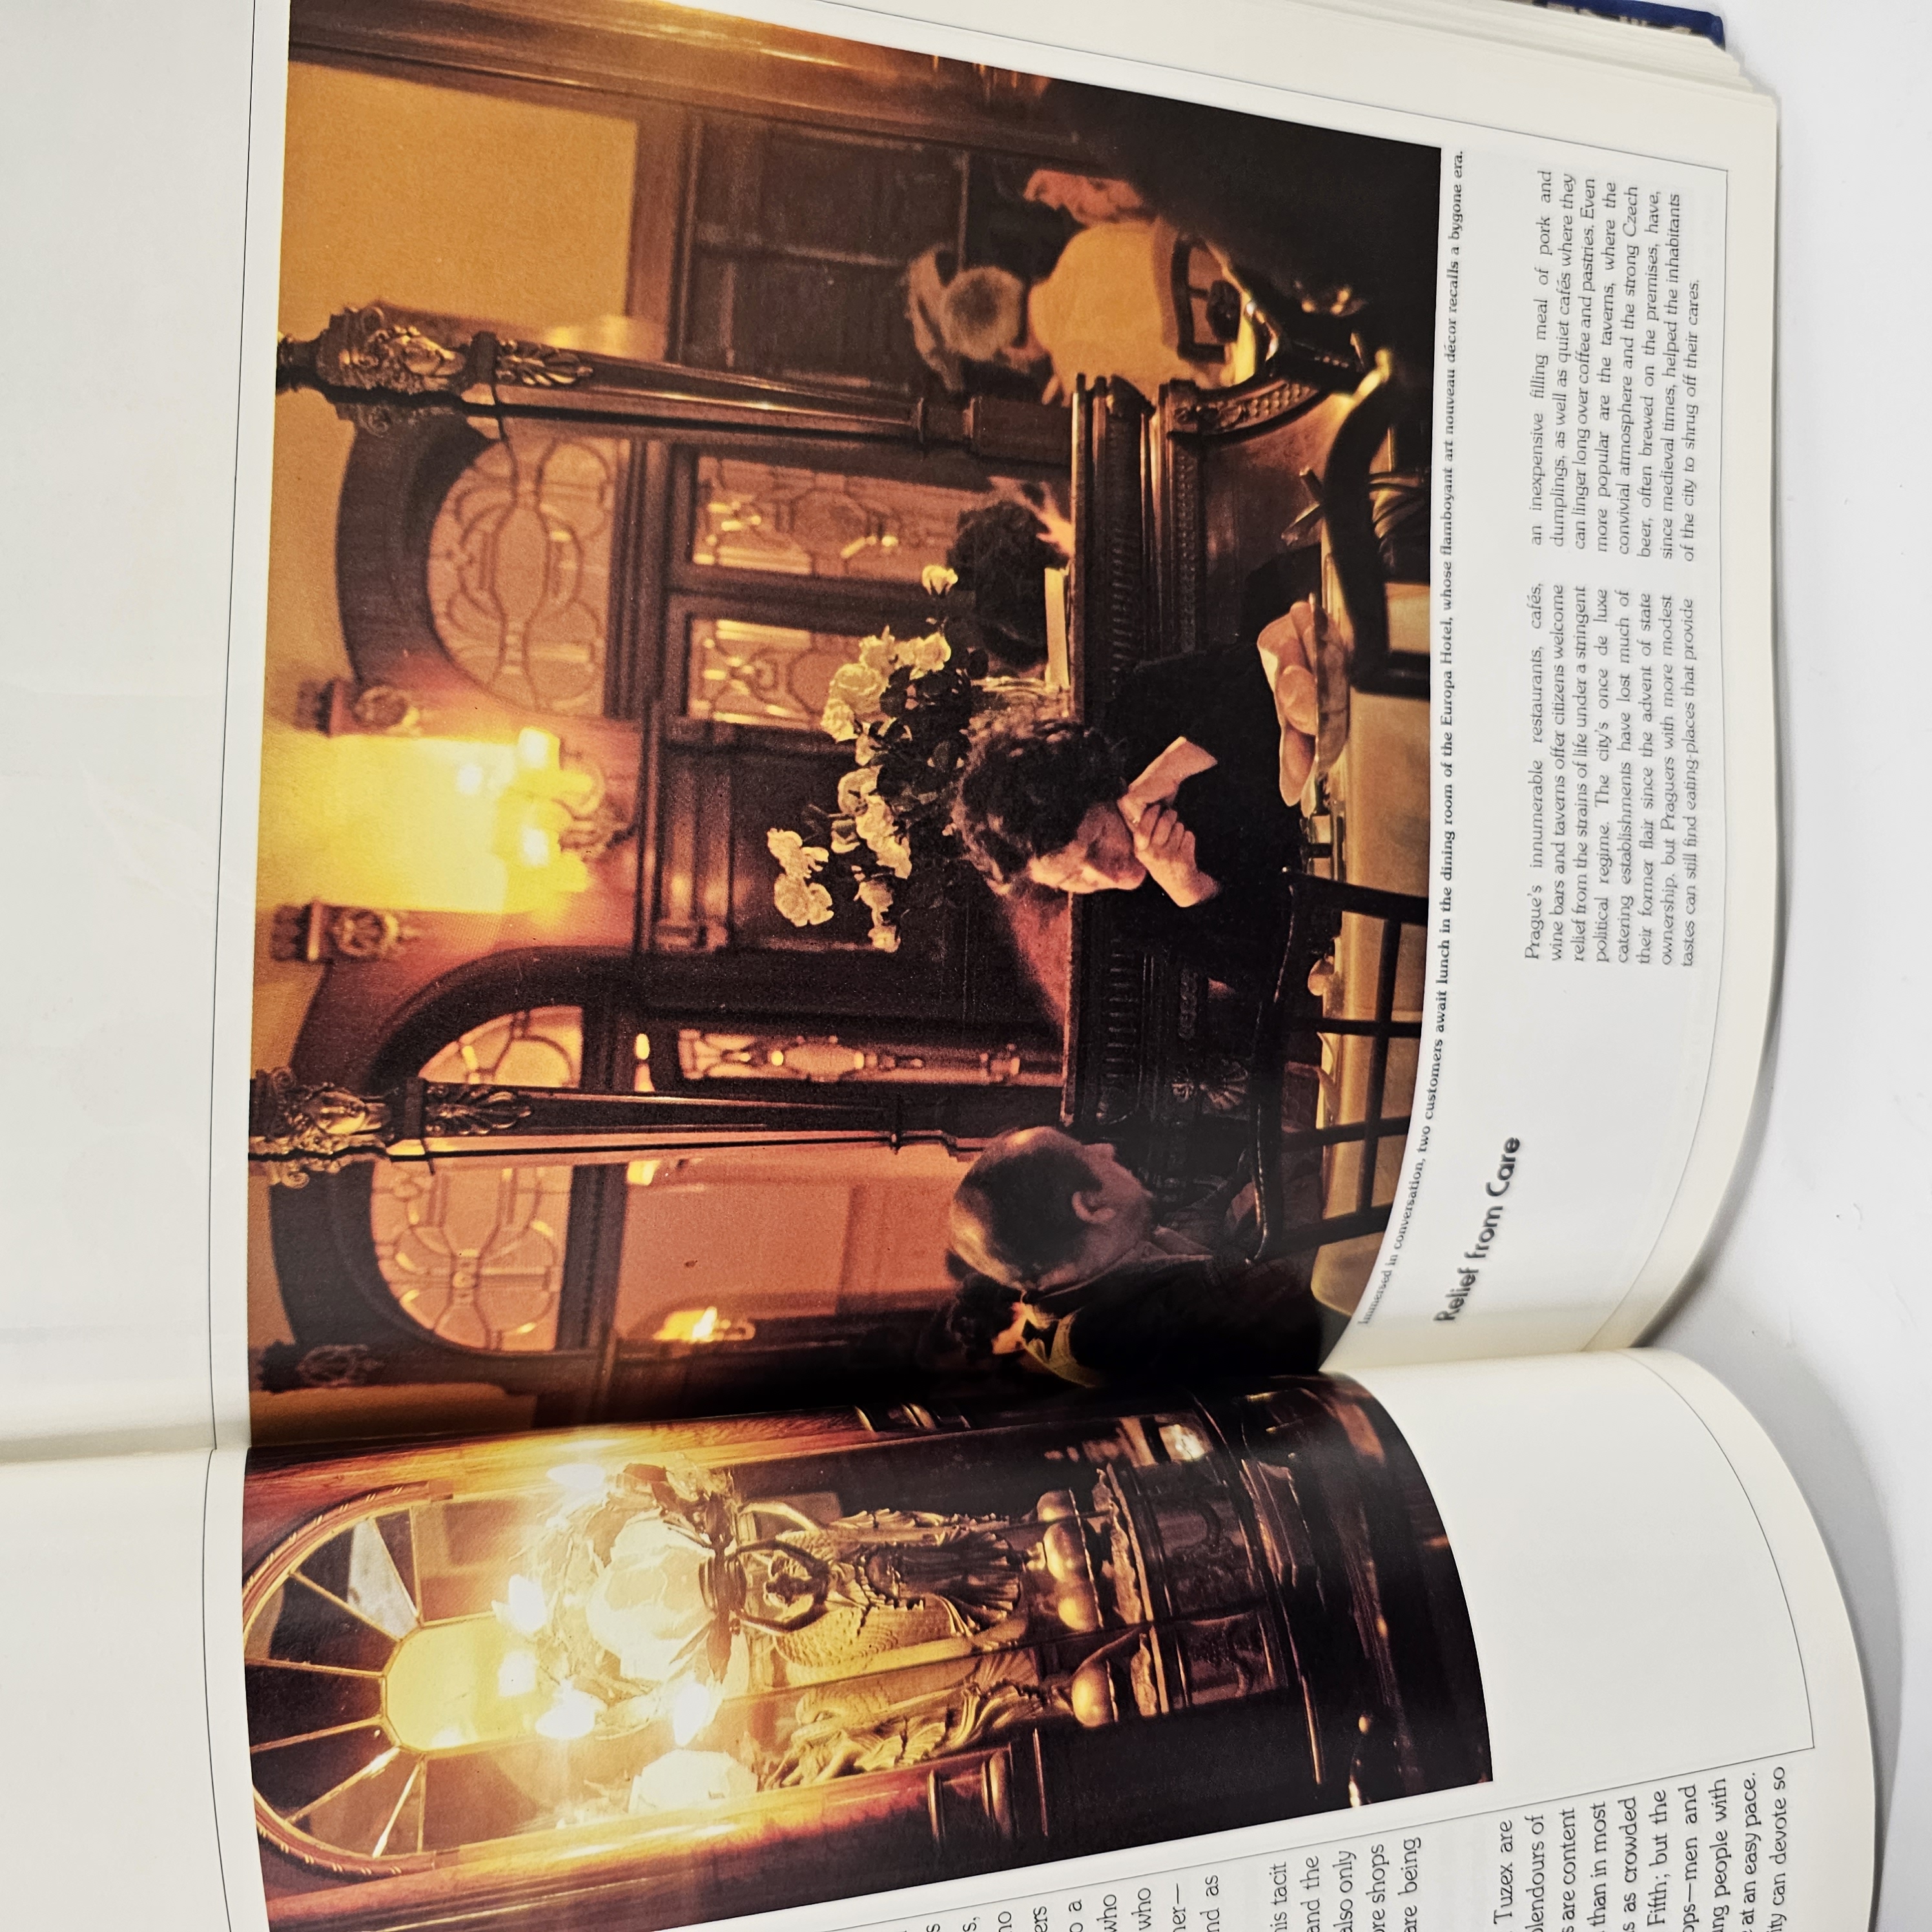 s
s,
no
ers
o a
who
who
ner—
nd as
his tacit
and the
also only
ore shops
are being
Tuzex are
plendours of
s are content
than in most
s as crowded
Fifth; but the
ops—men and
ung people with
at an easy pace.
ity can devote so
Immersed in conversation, two customers await lunch in the dining room of the Europa Hotel, whose flamboyant art nouveau décor recalls a bygone era.
Relief from Care
Prague's innumerable restaurants, cafés,
wine bars and taverns offer citizens welcome
relief from the strains of life under a stringent
political regime. The city's once de luxe
catering establishments have lost much of
their former flair since the advent of state
ownership, but Praguers with more modest
tastes can still find eating-places that provide
an inexpensive filling meal of pork and
dumplings, as well as quiet cafés where they
can linger long over coffee and pastries. Even
more popular are the taverns, where the
convivial atmosphere and the strong Czech
beer, often brewed on the premises, have,
since medieval times, helped the inhabitants
of the city to shrug off their cares.